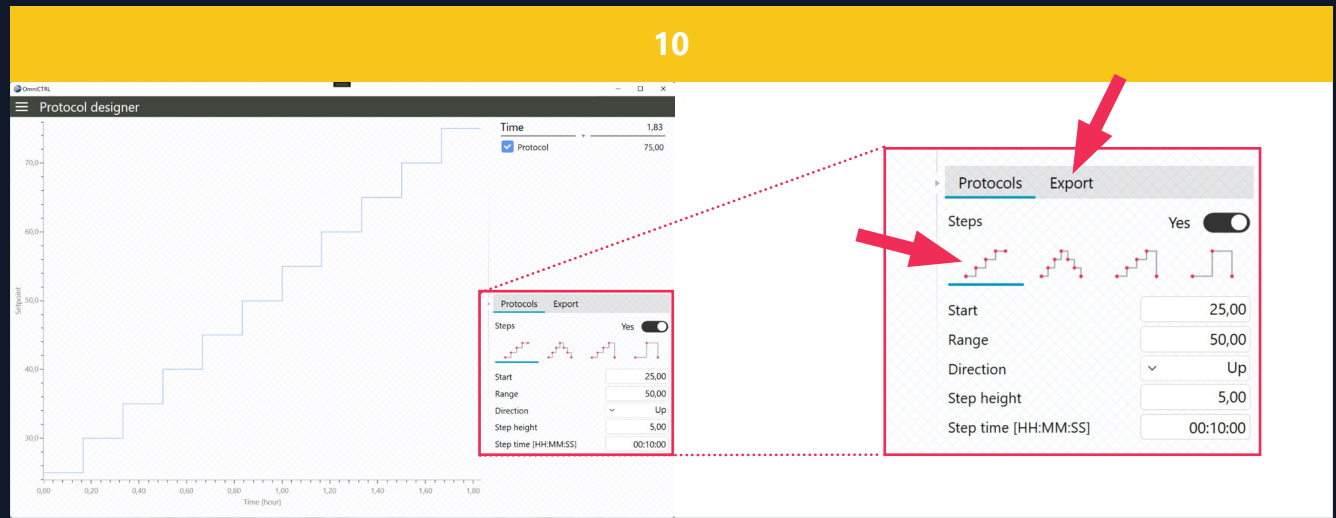 10
OmniCTRL
Protocol designer
Time 1,83
Protocol 75,00
70,0
60,0
50,0
40,0
30,0
Setpoint
0,00 0,20 0,40 0,60 0,80 1,00 1,20 1,40 1,60 1,80
Time [hour]
Protocols Export
Steps Yes
Start 25,00
Range 50,00
Direction Up
Step height 5,00
Step time [HH:MM:SS] 00:10:00
Protocols Export
Steps Yes
Start 25,00
Range 50,00
Direction Up
Step height 5,00
Step time [HH:MM:SS] 00:10:00